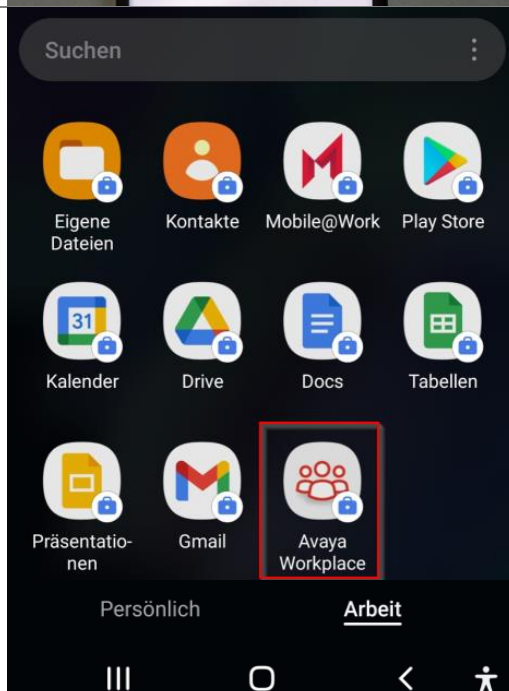 Suchen
Eigene
Dateien
Kontakte
Mobile@Work
Play Store
31
Kalender
Drive
Docs
Tabellen
Präsentatio-
nen
Gmail
Avaya
Workplace
Persönlich
Arbeit